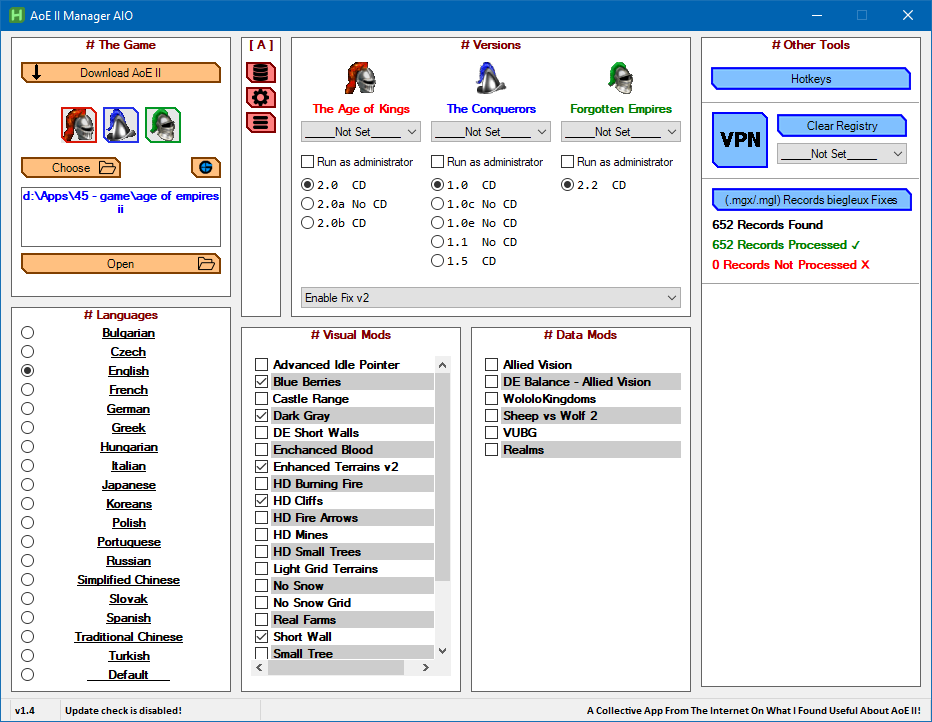 AoE II Manager AIO
# The Game
Download AoE II
Choose
d:\Apps\45 - game\age of empires
ii
Open
[ A ]
# Versions
The Age of Kings
The Conquerors
Forgotten Empires
_____Not Set_____
_____Not Set_____
_____Not Set_____
Run as administrator
Run as administrator
Run as administrator
2.0 CD
2.0a No CD
2.0b CD
1.0 CD
1.0c No CD
1.0e No CD
1.1 No CD
1.5 CD
2.2 CD
Enable Fix v2
# Other Tools
Hotkeys
VPN
Clear Registry
_____Not Set_____
(.mgx/.mgl) Records biegleux Fixes
652 Records Found
652 Records Processed ✓
0 Records Not Processed X
# Languages
Bulgarian
Czech
English
French
German
Greek
Hungarian
Italian
Japanese
Koreans
Polish
Portuguese
Russian
Simplified Chinese
Slovak
Spanish
Traditional Chinese
Turkish
___Default___
# Visual Mods
Advanced Idle Pointer
Blue Berries
Castle Range
Dark Gray
DE Short Walls
Enchanced Blood
Enhanced Terrains v2
HD Burning Fire
HD Cliffs
HD Fire Arrows
HD Mines
HD Small Trees
Light Grid Terrains
No Snow
No Snow Grid
Real Farms
Short Wall
Small Tree
# Data Mods
Allied Vision
DE Balance - Allied Vision
WololoKingdoms
Sheep vs Wolf 2
VUBG
Realms
v1.4
Update check is disabled!
A Collective App From The Internet On What I Found Useful About AoE II!